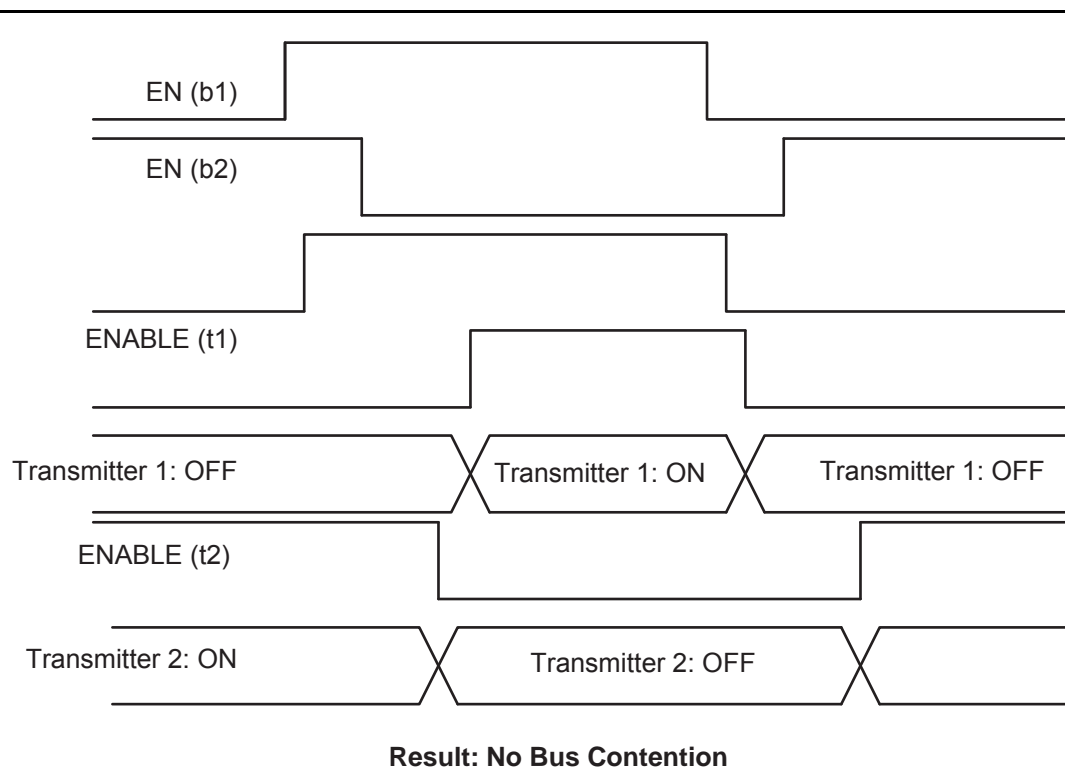 EN (b1)
EN (b2)
ENABLE (t1)
Transmitter 1: OFF
Transmitter 1: ON
Transmitter 1: OFF
ENABLE (t2)
Transmitter 2: ON
Transmitter 2: OFF
Result: No Bus Contention